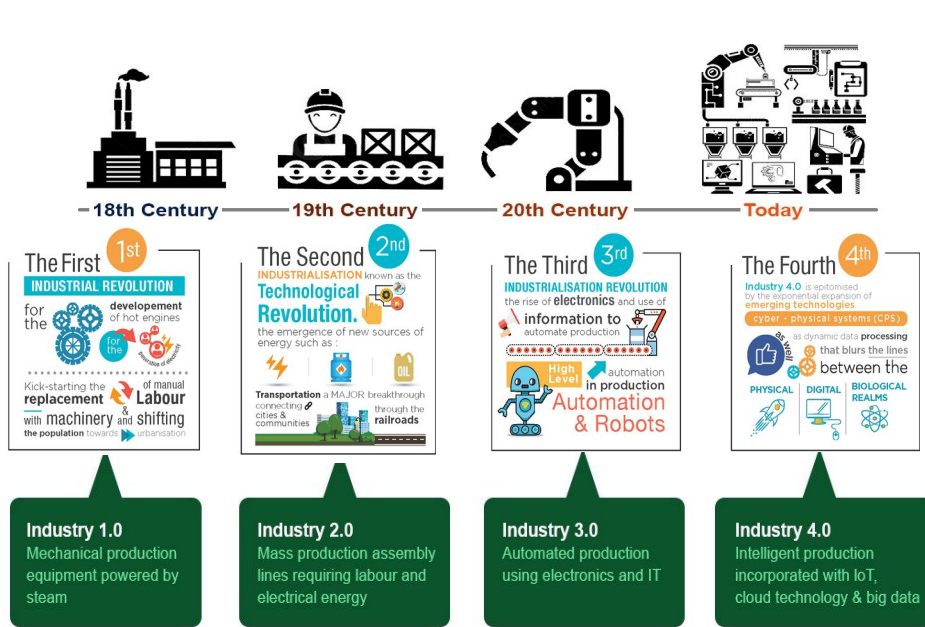 18th Century
19th Century
20th Century
Today
The First 1st
INDUSTRIAL REVOLUTION
for the
developement
of hot engines
for the
generation of electricity
Kick-starting the
replacement
of manual
Labour
with machinery and & shifting
the population towards urbanisation
The Second 2nd
INDUSTRIALISATION known as the
Technological
Revolution.
the emergence of new sources of
energy such as :
OIL
Transportation a MAJOR breakthrough
connecting
cities &
communities
through the
railroads
The Third 3rd
INDUSTRIALISATION REVOLUTION
the rise of electronics and use of
information to
automate production
High
Level
automation
in production
Automation
& Robots
The Fourth 4th
Industry 4.0 is epitomised
by the exponential expansion of
emerging technologies
cyber - physical systems (CPS)
as well
as dynamic data processing
that blurs the lines
between the
PHYSICAL
DIGITAL
BIOLOGICAL
REALMS
Industry 1.0
Mechanical production
equipment powered by
steam
Industry 2.0
Mass production assembly
lines requiring labour and
electrical energy
Industry 3.0
Automated production
using electronics and IT
Industry 4.0
Intelligent production
incorporated with IoT,
cloud technology & big data